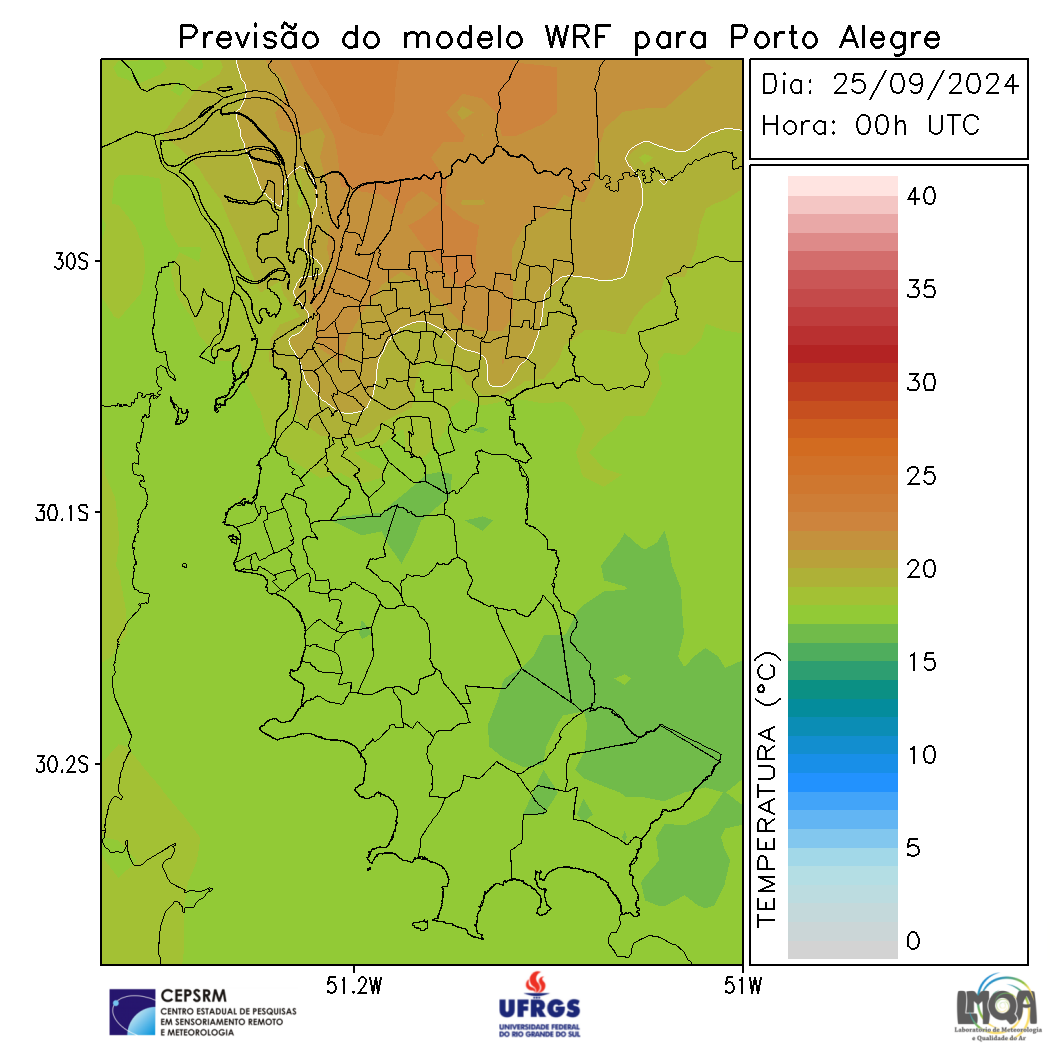 Previsão do modelo WRF para Porto Alegre
Dia: 25/09/2024
Hora: 00h UTC
40
35
30
25
20
15
10
5
0
TEMPERATURA (°C)
30S
30.1S
30.2S
51.2W
51W
CEPSRM
CENTRO ESTADUAL DE PESQUISAS
EM SENSORIAMENTO REMOTO
E METEOROLOGIA
UFRGS
UNIVERSIDADE FEDERAL
DO RIO GRANDE DO SUL
LMQA
Laboratório de Meteorologia
e Qualidade do Ar